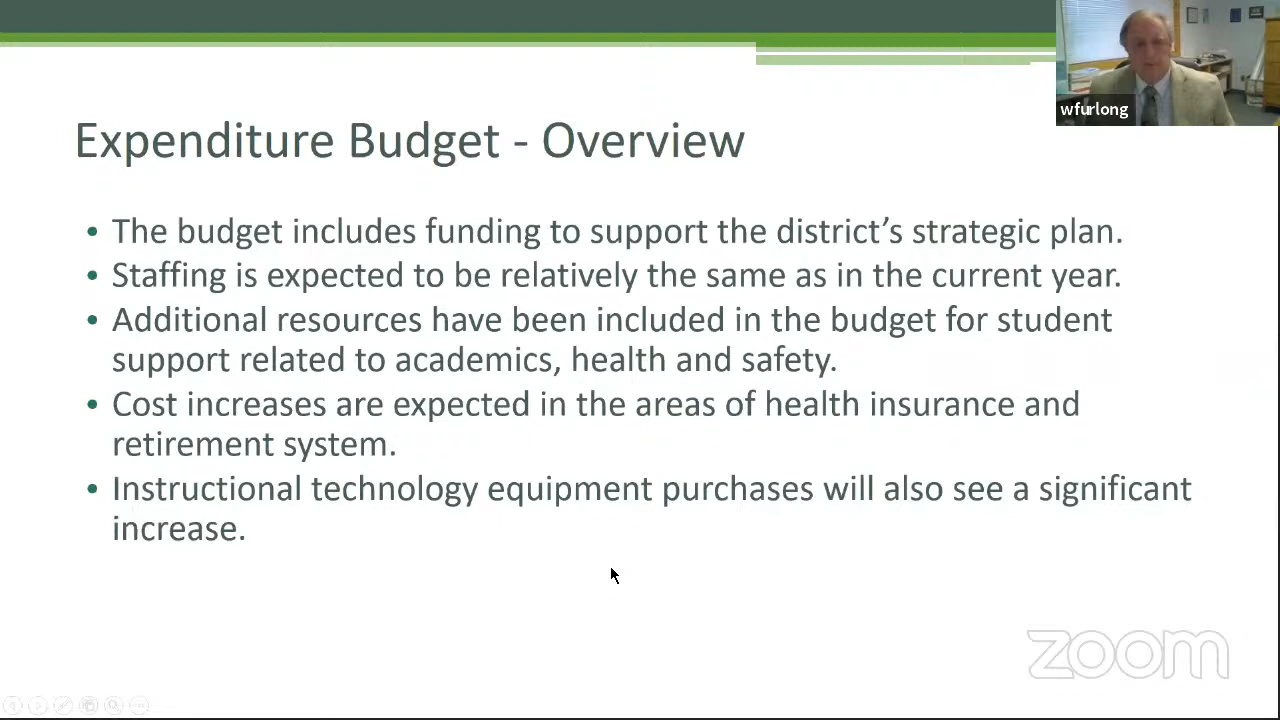 wfurlong
Expenditure Budget - Overview
• The budget includes funding to support the district’s strategic plan.
• Staffing is expected to be relatively the same as in the current year.
• Additional resources have been included in the budget for student
support related to academics, health and safety.
• Cost increases are expected in the areas of health insurance and
retirement system.
• Instructional technology equipment purchases will also see a significant
increase.
zoom